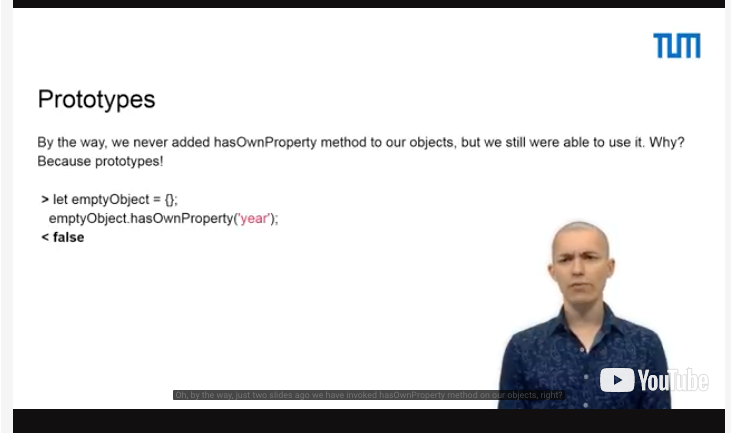 TUM
Prototypes
By the way, we never added hasOwnProperty method to our objects, but we still were able to use it. Why?
Because prototypes!
> let emptyObject = {};
emptyObject.hasOwnProperty('year');
< false
YouTube
Oh, by the way, just two slides ago we have invoked hasOwnProperty method on our objects, right?